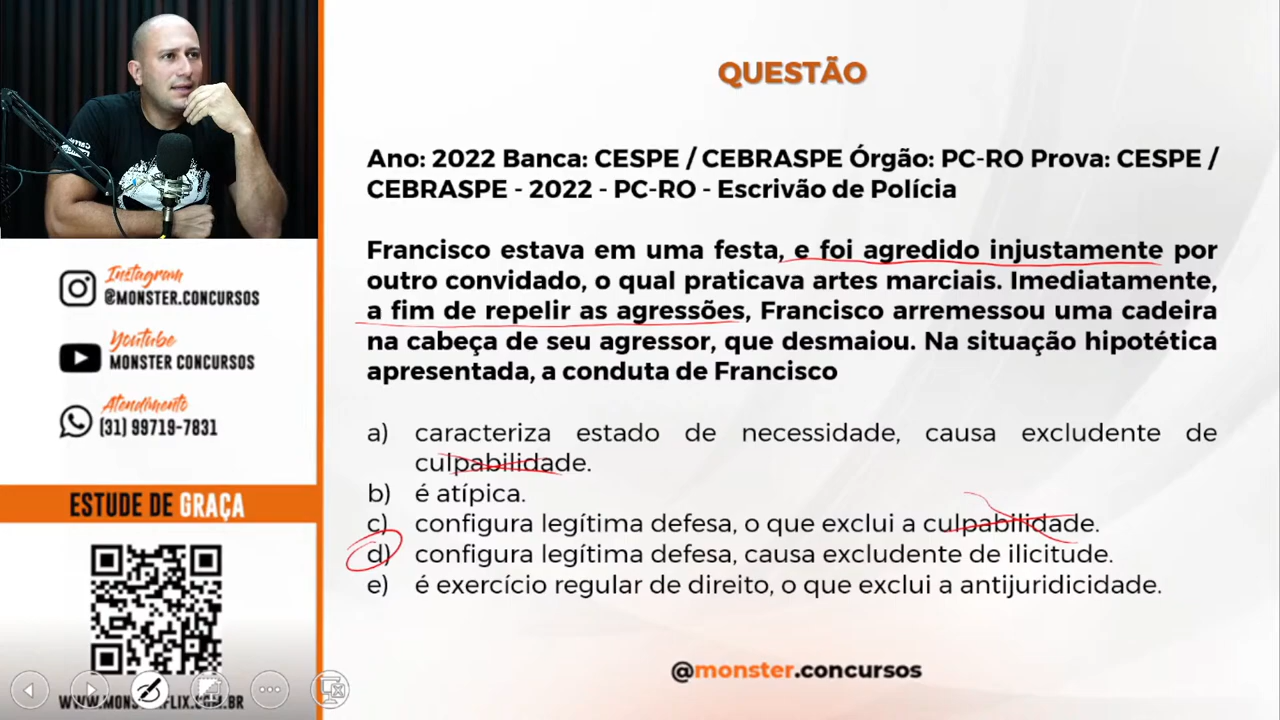 QUESTÃO
Ano: 2022 Banca: CESPE / CEBRASPE Órgão: PC-RO Prova: CESPE /
CEBRASPE - 2022 - PC-RO - Escrivão de Polícia
Francisco estava em uma festa, e foi agredido injustamente por
outro convidado, o qual praticava artes marciais. Imediatamente,
a fim de repelir as agressões, Francisco arremessou uma cadeira
na cabeça de seu agressor, que desmaiou. Na situação hipotética
apresentada, a conduta de Francisco
a) caracteriza estado de necessidade, causa excludente de
culpabilidade.
b) é atípica.
c) configura legítima defesa, o que exclui a culpabilidade.
d) configura legítima defesa, causa excludente de ilicitude.
e) é exercício regular de direito, o que exclui a antijuridicidade.
@monster.concursos
Instagram
@MONSTER.CONCURSOS
Youtube
MONSTER CONCURSOS
Atendimento
(31) 99719-7831
ESTUDE DE GRAÇA